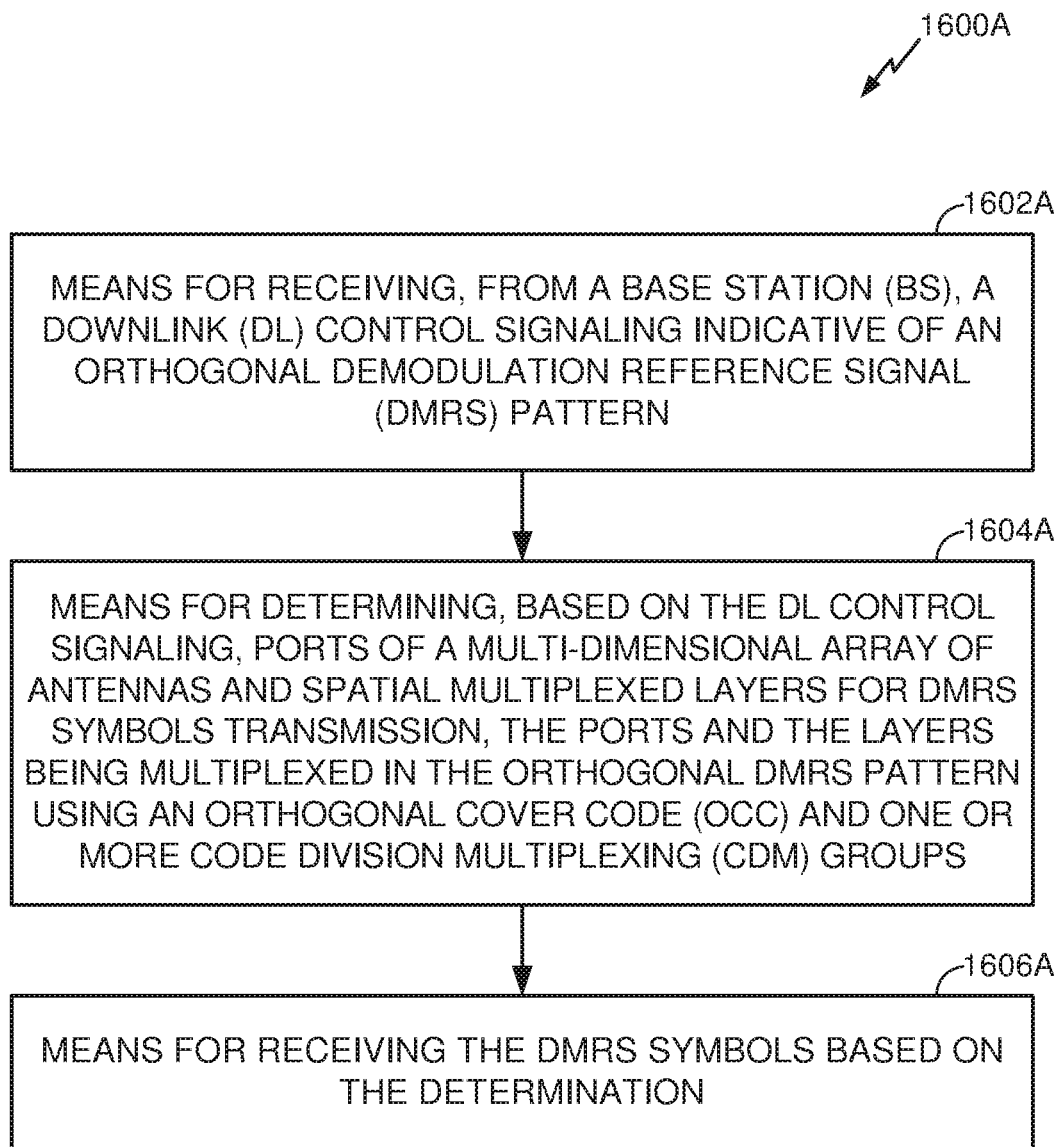 1600A
1602A
MEANS FOR RECEIVING, FROM A BASE STATION (BS), A
DOWNLINK (DL) CONTROL SIGNALING INDICATIVE OF AN
ORTHOGONAL DEMODULATION REFERENCE SIGNAL
(DMRS) PATTERN
1604A
MEANS FOR DETERMINING, BASED ON THE DL CONTROL
SIGNALING, PORTS OF A MULTI-DIMENSIONAL ARRAY OF
ANTENNAS AND SPATIAL MULTIPLEXED LAYERS FOR DMRS
SYMBOLS TRANSMISSION, THE PORTS AND THE LAYERS
BEING MULTIPLEXED IN THE ORTHOGONAL DMRS PATTERN
USING AN ORTHOGONAL COVER CODE (OCC) AND ONE OR
MORE CODE DIVISION MULTIPLEXING (CDM) GROUPS
1606A
MEANS FOR RECEIVING THE DMRS SYMBOLS BASED ON
THE DETERMINATION